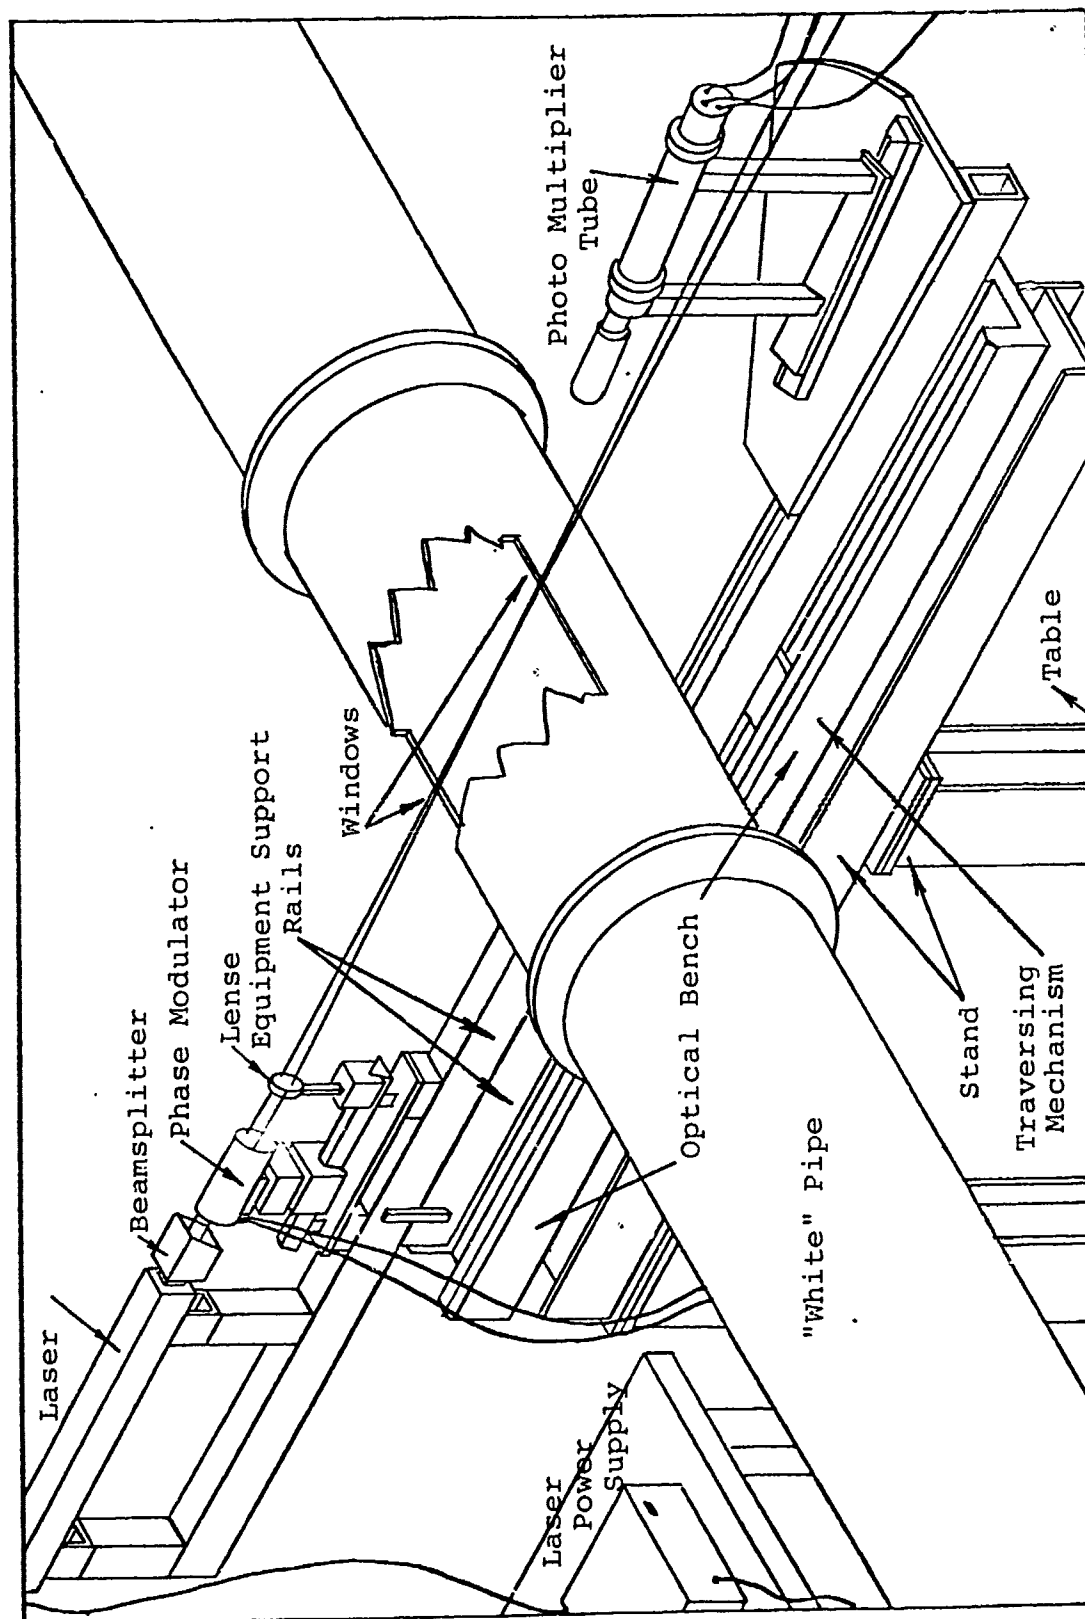 Laser
Beamsplitter
Phase Modulator
Lense
Equipment Support
Rails
Windows
Photo Multiplier
Tube
Laser
Power
Supply
Optical Bench
"White" Pipe
Stand
Traversing
Mechanism
Table